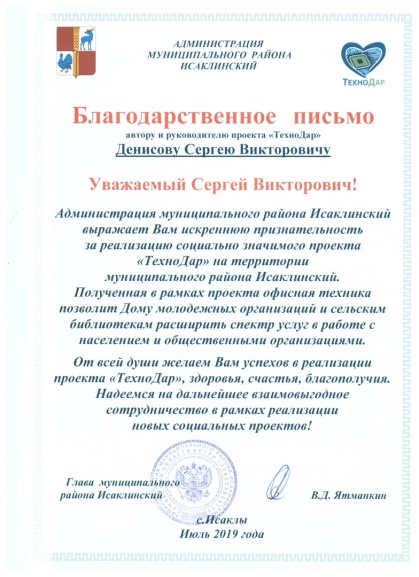 АДМИНИСТРАЦИЯ
МУНИЦИПАЛЬНОГО РАЙОНА
ИСАКЛИНСКИЙ
ТЕХНОДАР
Благодарственное письмо
автору и руководителю проекта «ТехноДар»
Денисову Сергею Викторовичу
Уважаемый Сергей Викторович!
Администрация муниципального района Исаклинский
выражает Вам искреннюю признательность
за реализацию социально значимого проекта
«ТехноДар» на территории
муниципального района Исаклинский.
Полученная в рамках проекта офисная техника
позволит Дому молодежных организаций и сельским
библиотекам расширить спектр услуг в работе с
населением и общественными организациями.
От всей души желаем Вам успехов в реализации
проекта «ТехноДар», здоровья, счастья, благополучия.
Надеемся на дальнейшее взаимовыгодное
сотрудничество в рамках реализации
новых социальных проектов!
Глава муниципального
района Исаклинский
В.Д. Ятманкин
с.Исаклы
Июль 2019 года